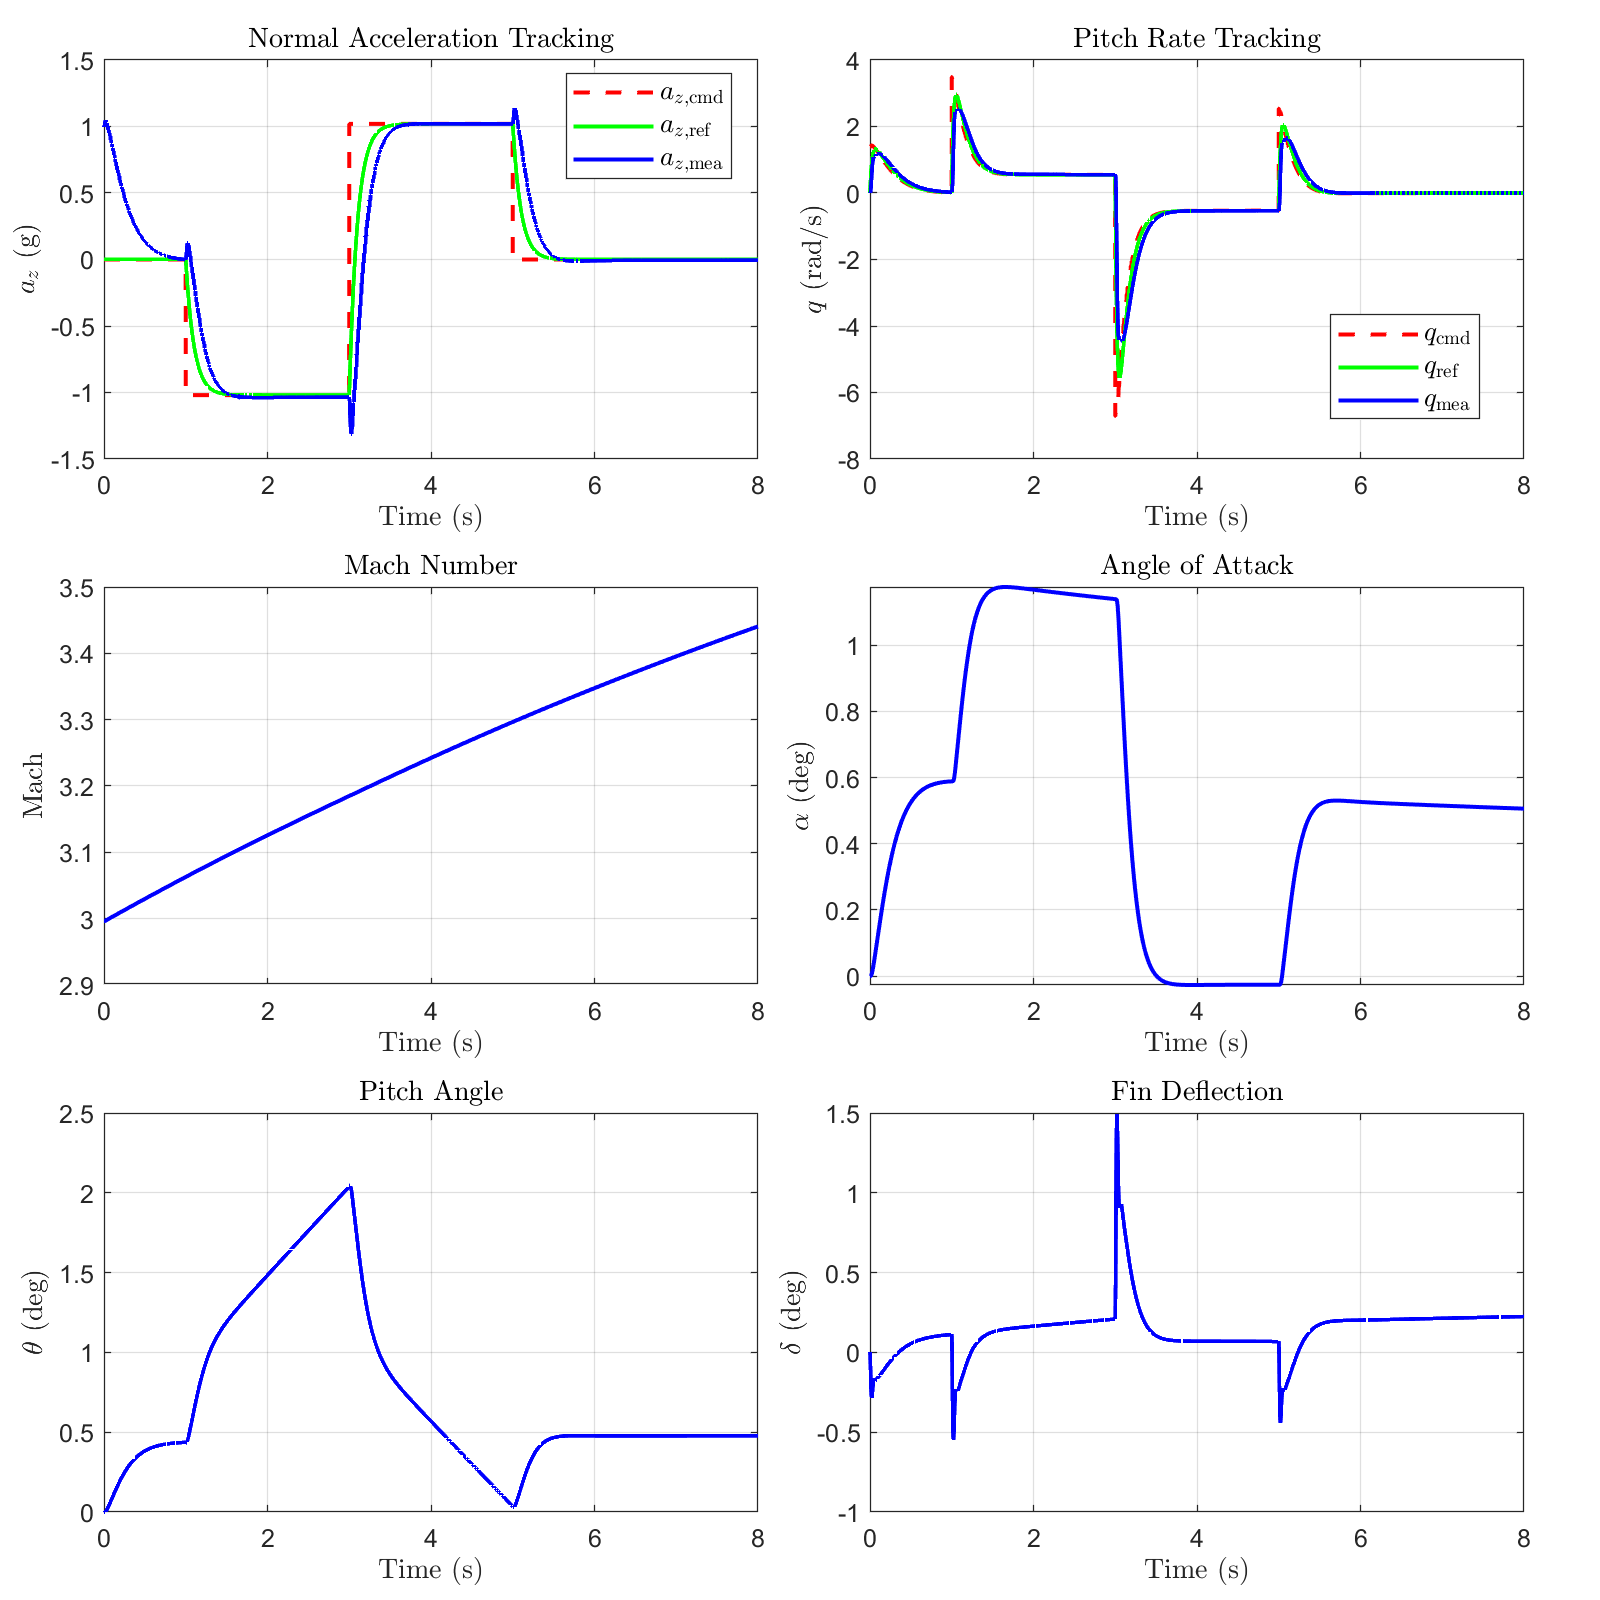 Normal Acceleration Tracking
1.5
1
0.5
0
-0.5
-1
-1.5
a_z (g)
a_z,cmd
a_z,ref
a_z,mea
0 2 4 6 8
Time (s)
Pitch Rate Tracking
4
2
0
-2
-4
-6
-8
q (rad/s)
q_cmd
q_ref
q_mea
0 2 4 6 8
Time (s)
Mach Number
3.5
3.4
3.3
3.2
3.1
3
2.9
Mach
0 2 4 6 8
Time (s)
Angle of Attack
1
0.8
0.6
0.4
0.2
0
α (deg)
0 2 4 6 8
Time (s)
Pitch Angle
2.5
2
1.5
1
0.5
0
θ (deg)
0 2 4 6 8
Time (s)
Fin Deflection
1.5
1
0.5
0
-0.5
-1
δ (deg)
0 2 4 6 8
Time (s)